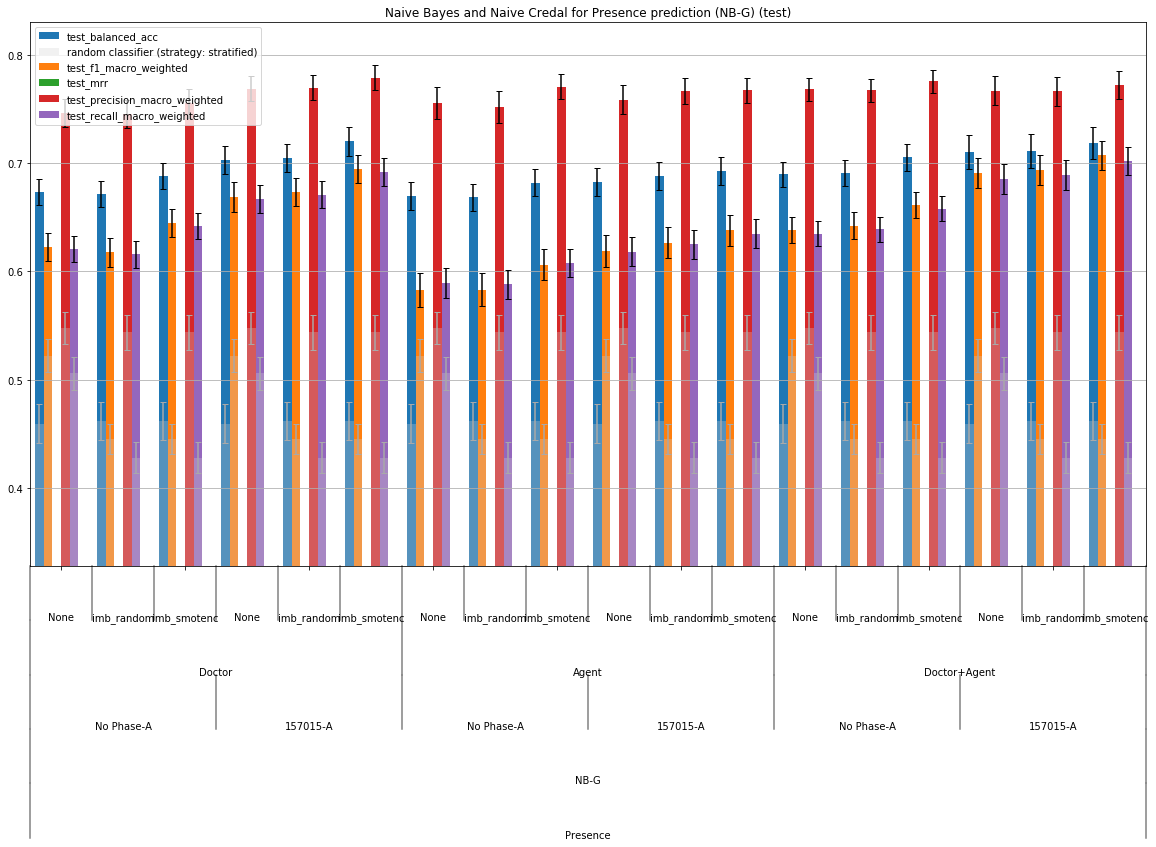 Naive Bayes and Naive Credal for Presence prediction (NB-G) (test)
test_balanced_acc
random classifier (strategy: stratified)
test_f1_macro_weighted
test_mrr
test_precision_macro_weighted
test_recall_macro_weighted
0.8
0.7
0.6
0.5
0.4
None imb_random imb_smotenc None imb_random imb_smotenc None imb_random imb_smotenc None imb_random imb_smotenc None imb_random imb_smotenc None imb_random imb_smotenc
Doctor Agent Doctor+Agent
No Phase-A 157015-A No Phase-A 157015-A No Phase-A 157015-A
NB-G
Presence